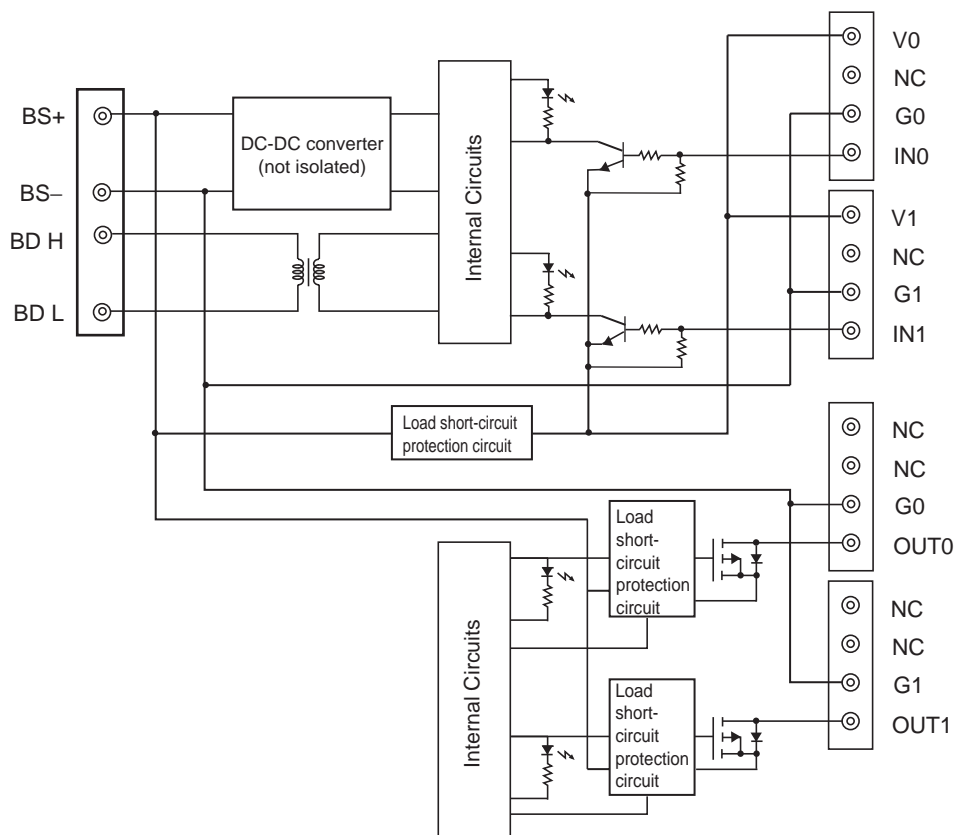 BS+
BS–
BD H
BD L
DC-DC converter
(not isolated)
Internal Circuits
V0
NC
G0
IN0
V1
NC
G1
IN1
Load short-circuit
protection circuit
NC
NC
G0
OUT0
NC
NC
G1
OUT1
Internal Circuits
Load
short-
circuit
protection
circuit
Load
short-
circuit
protection
circuit